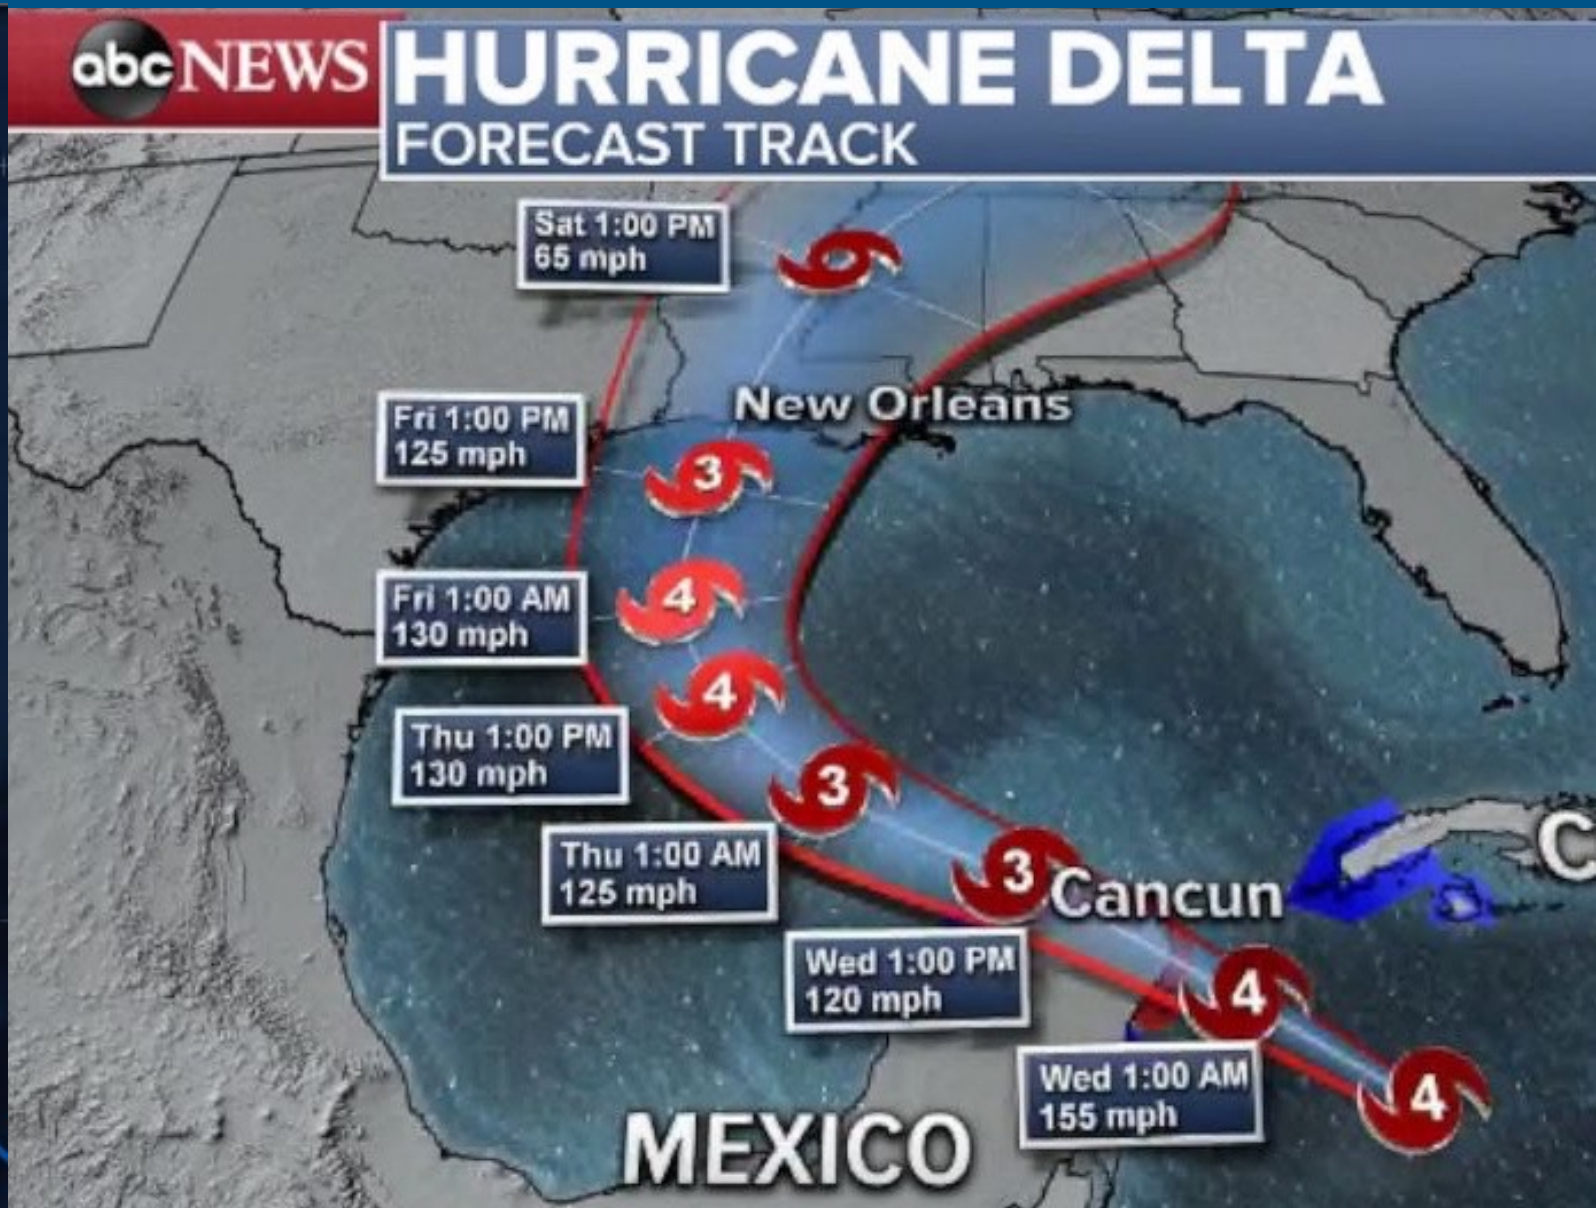 abc NEWS
HURRICANE DELTA
FORECAST TRACK
Sat 1:00 PM
65 mph
New Orleans
Fri 1:00 PM
125 mph
3
Fri 1:00 AM
130 mph
4
4
Thu 1:00 PM
130 mph
3
Thu 1:00 AM
125 mph
3
Cancun
C
Wed 1:00 PM
120 mph
4
Wed 1:00 AM
155 mph
4
MEXICO